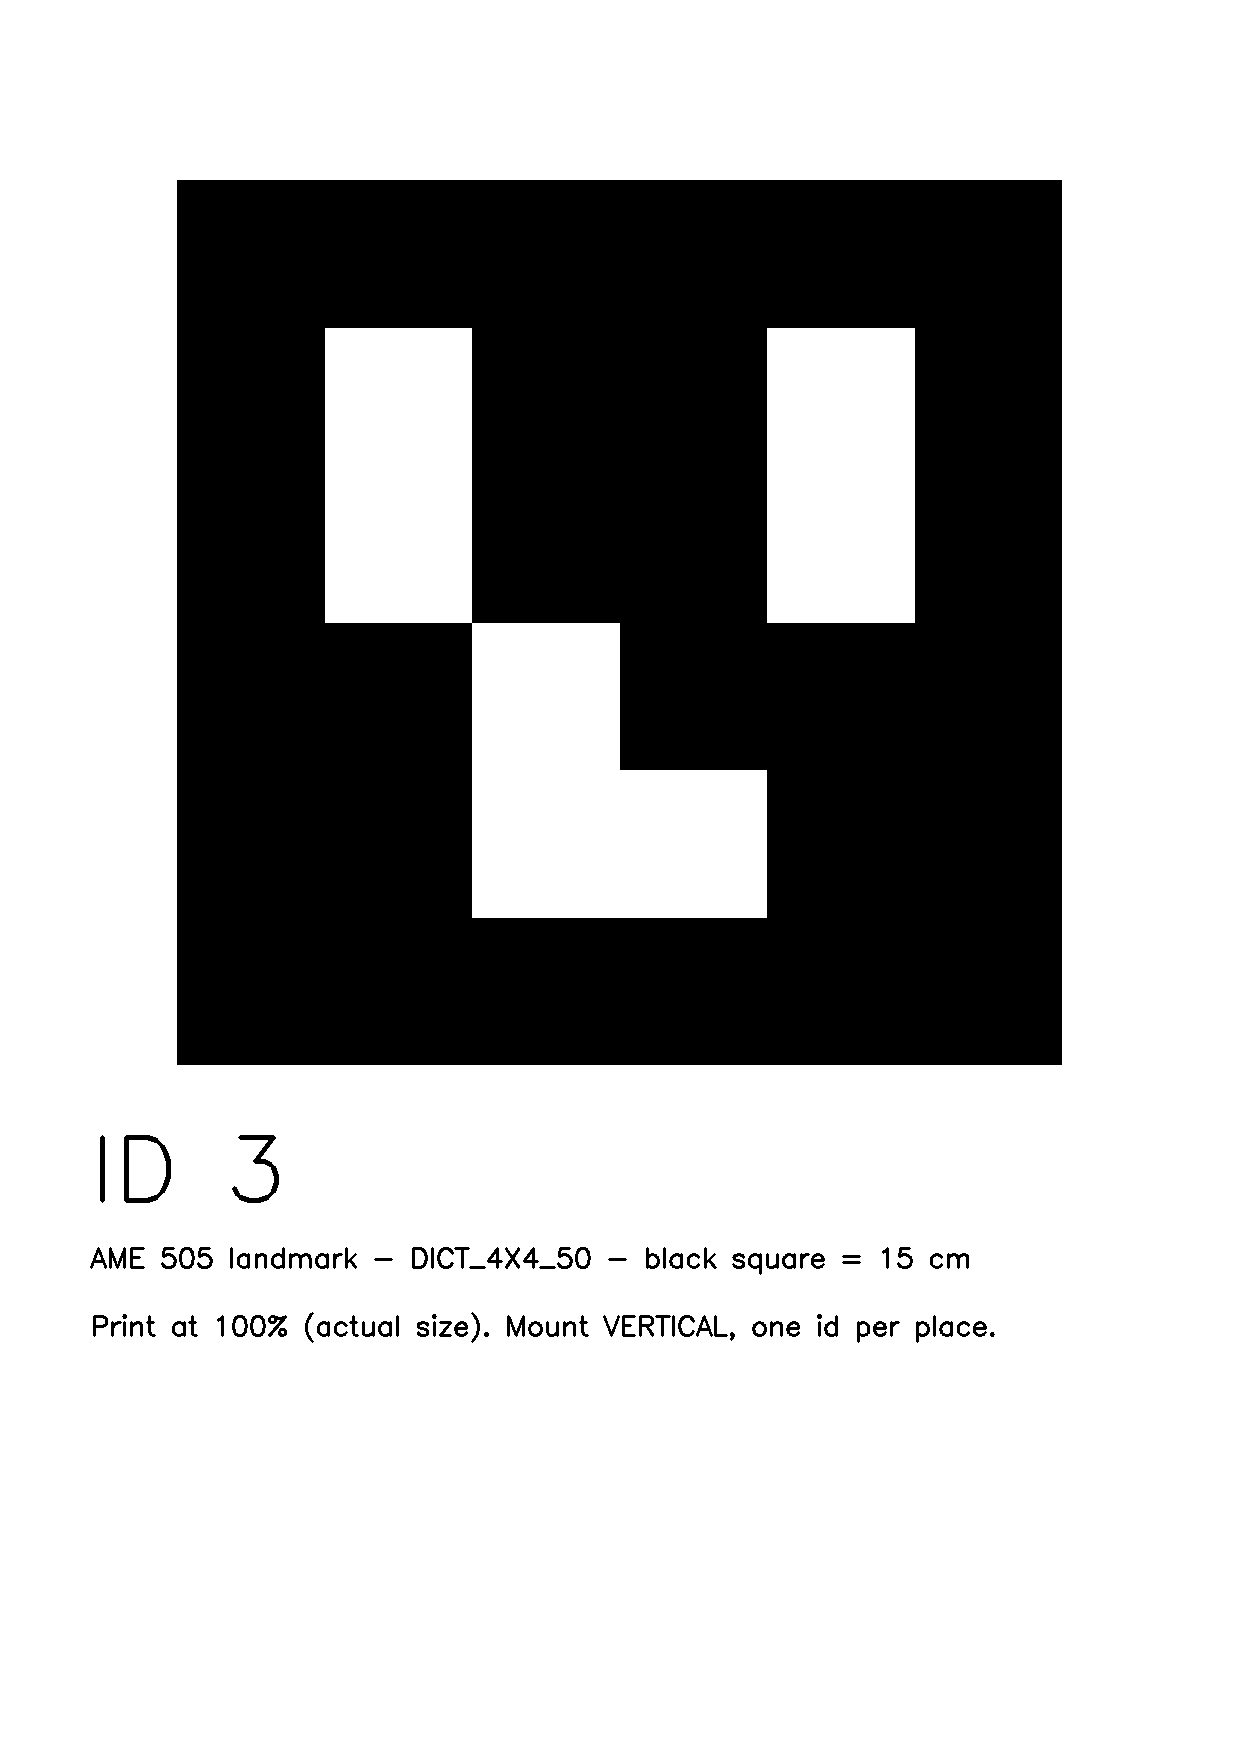 ID 3
AME 505 landmark - DICT_4X4_50 - black square = 15 cm
Print at 100% (actual size). Mount VERTICAL, one id per place.